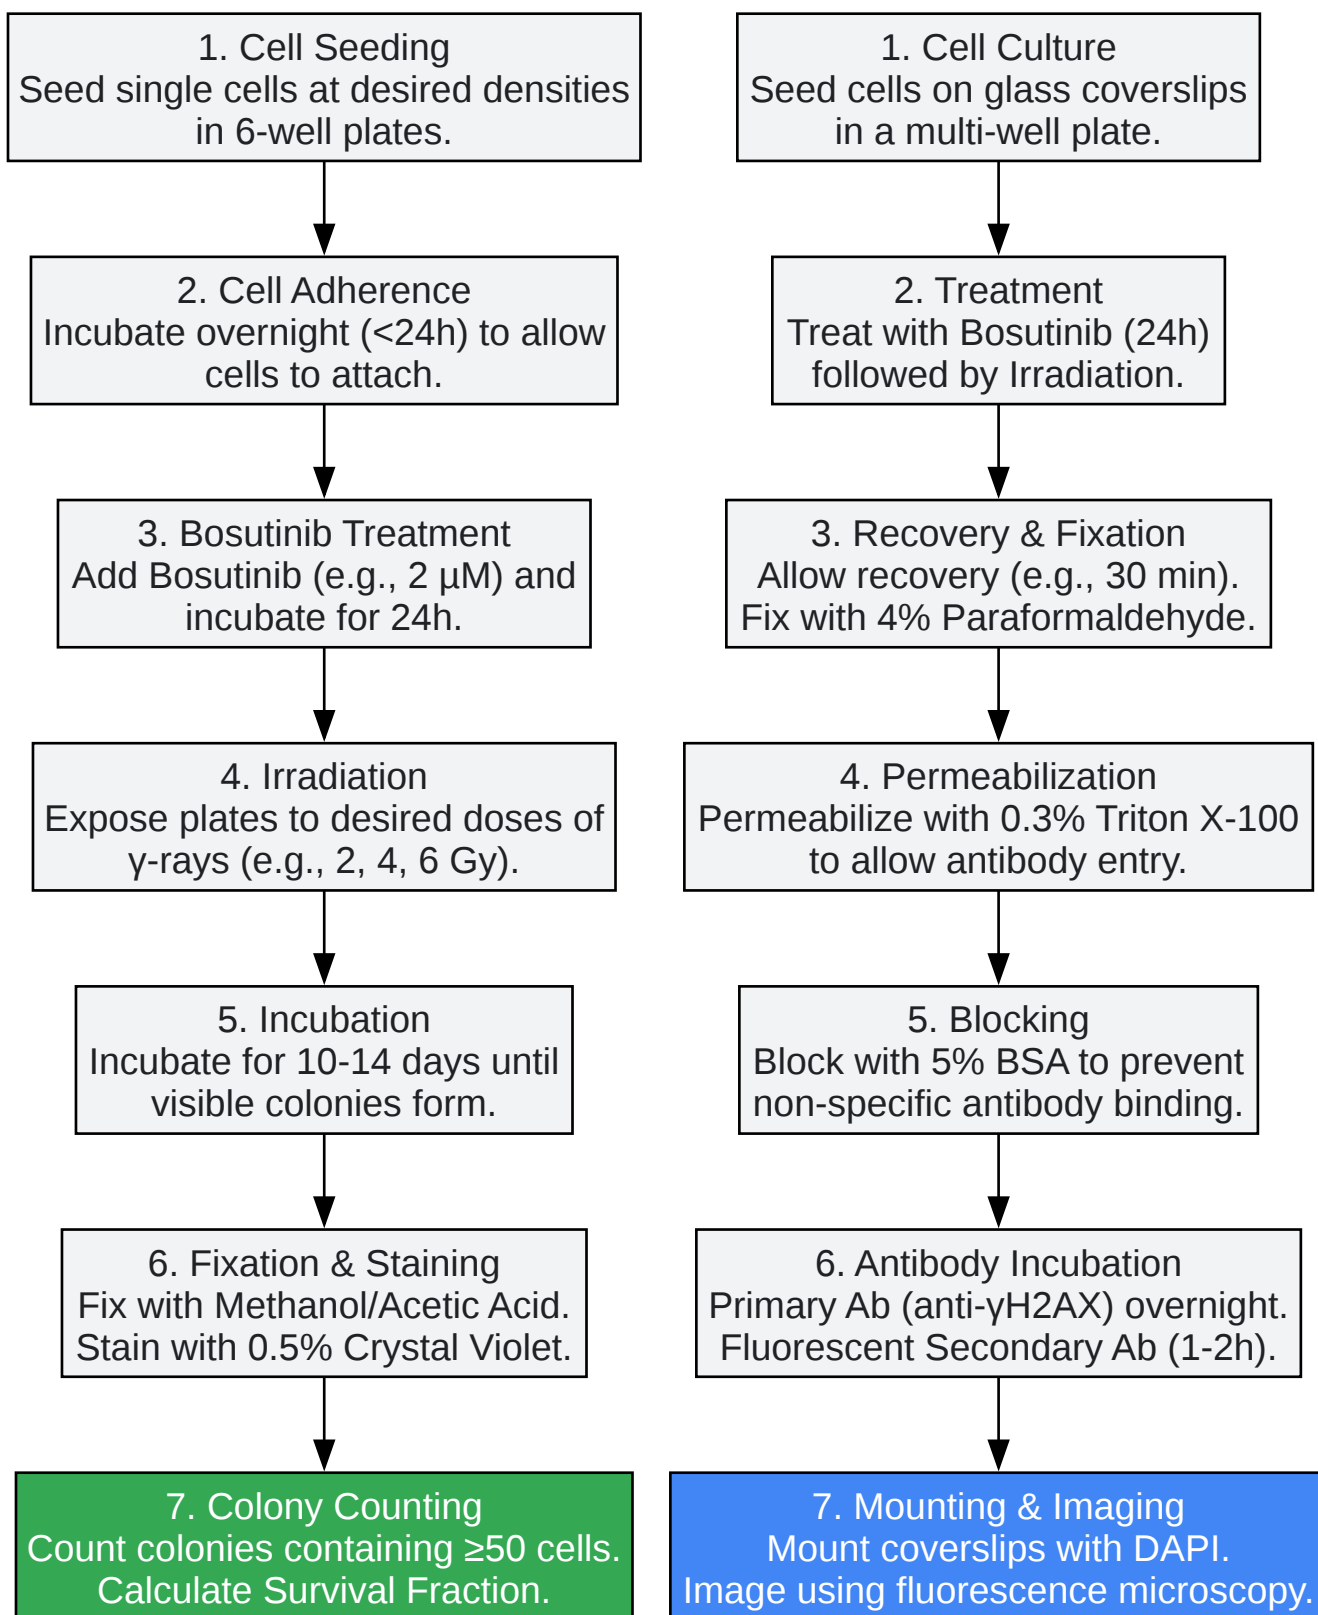 1. Cell Seeding
Seed single cells at desired densities
in 6-well plates.
2. Cell Adherence
Incubate overnight (<24h) to allow
cells to attach.
3. Bosutinib Treatment
Add Bosutinib (e.g., 2 µM) and
incubate for 24h.
4. Irradiation
Expose plates to desired doses of
γ-rays (e.g., 2, 4, 6 Gy).
5. Incubation
Incubate for 10-14 days until
visible colonies form.
6. Fixation & Staining
Fix with Methanol/Acetic Acid.
Stain with 0.5% Crystal Violet.
7. Colony Counting
Count colonies containing ≥50 cells.
Calculate Survival Fraction.
1. Cell Culture
Seed cells on glass coverslips
in a multi-well plate.
2. Treatment
Treat with Bosutinib (24h)
followed by Irradiation.
3. Recovery & Fixation
Allow recovery (e.g., 30 min).
Fix with 4% Paraformaldehyde.
4. Permeabilization
Permeabilize with 0.3% Triton X-100
to allow antibody entry.
5. Blocking
Block with 5% BSA to prevent
non-specific antibody binding.
6. Antibody Incubation
Primary Ab (anti-γH2AX) overnight.
Fluorescent Secondary Ab (1-2h).
7. Mounting & Imaging
Mount coverslips with DAPI.
Image using fluorescence microscopy.